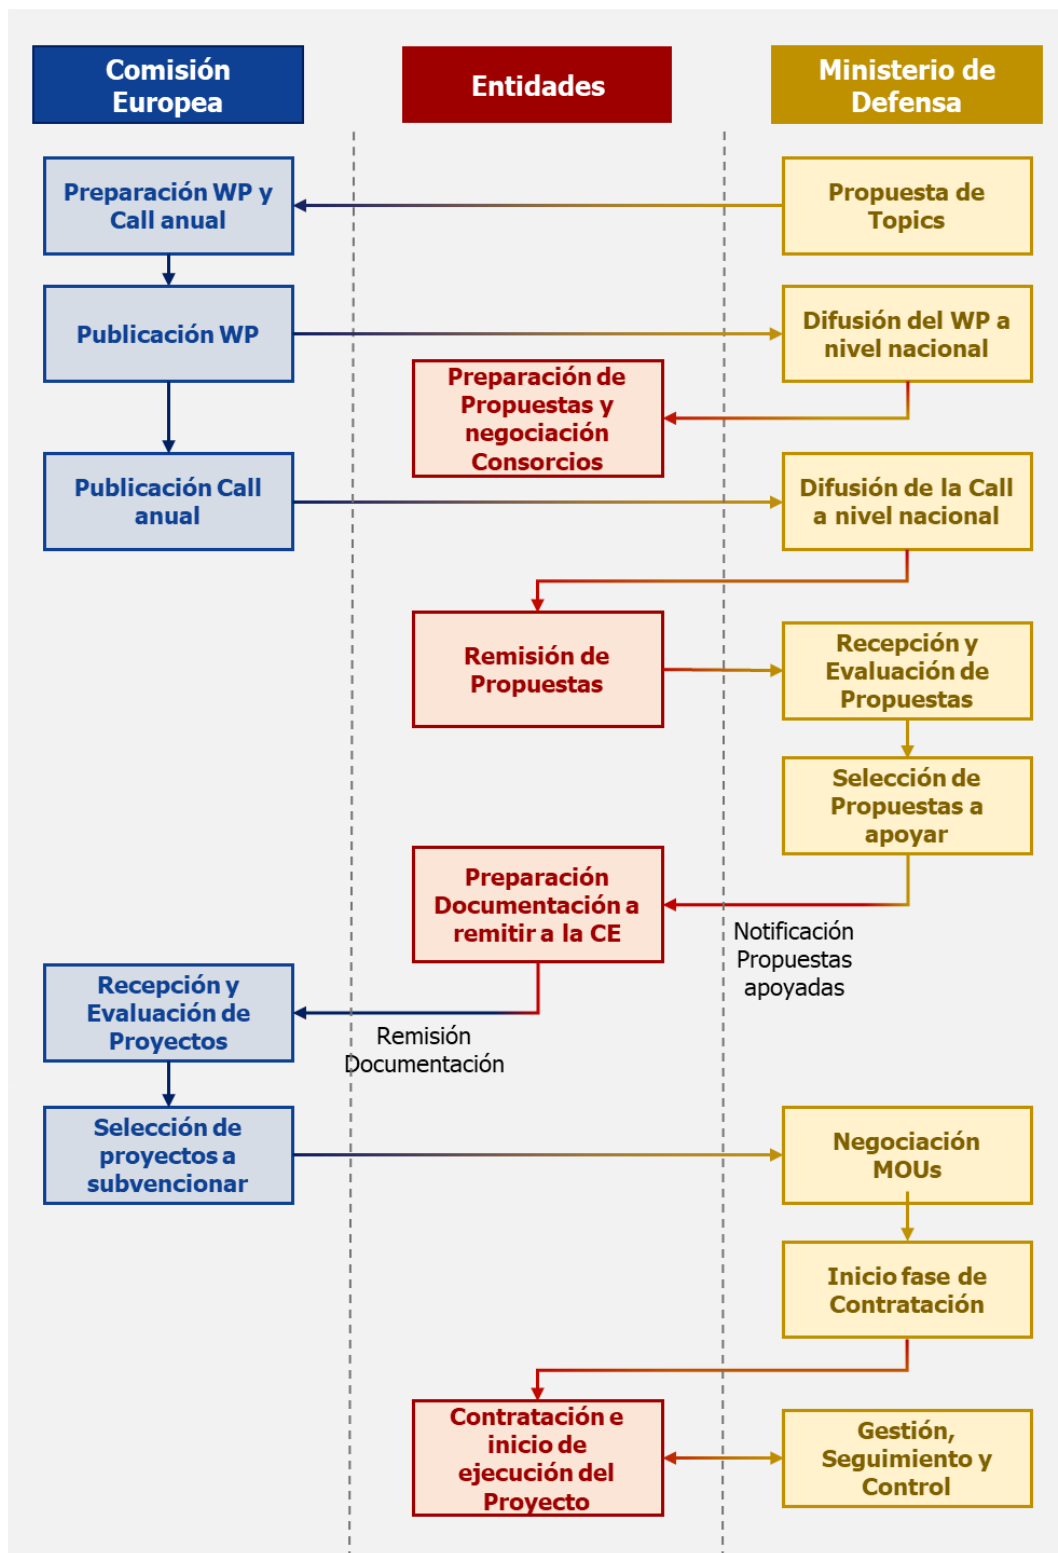 Comisión
Europea
Entidades
Ministerio de
Defensa
Preparación WP y
Call anual
Propuesta de
Topics
Publicación WP
Difusión del WP a
nivel nacional
Preparación de
Propuestas y
negociación
Consorcios
Publicación Call
anual
Difusión de la Call
a nivel nacional
Remisión de
Propuestas
Recepción y
Evaluación de
Propuestas
Selección de
Propuestas a
apoyar
Preparación
Documentación a
remitir a la CE
Notificación
Propuestas
apoyadas
Recepción y
Evaluación de
Proyectos
Remisión
Documentación
Selección de
proyectos a
subvencionar
Negociación
MOUs
Inicio fase de
Contratación
Contratación e
inicio de
ejecución del
Proyecto
Gestión,
Seguimiento y
Control